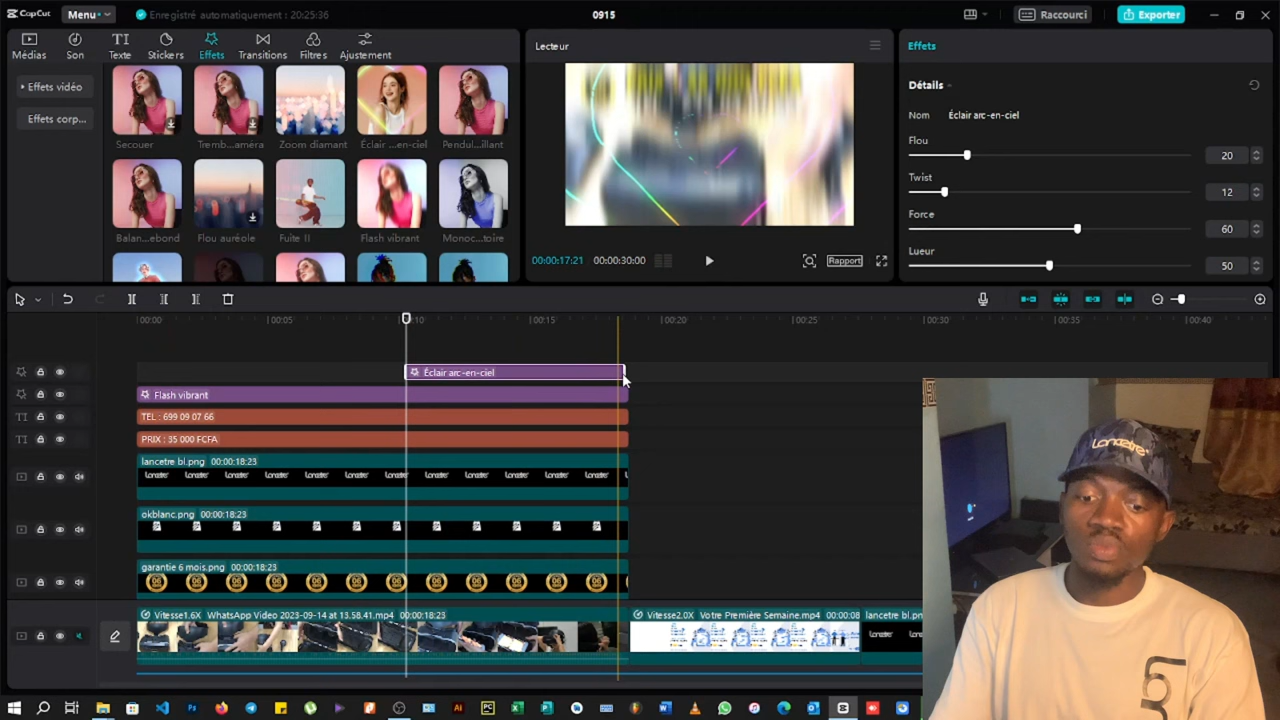 CapCut
Menu
Enregistré automatiquement : 20:25:36
0915
Raccourci
Exporter
Médias
Son
Texte
Stickers
Effets
Transitions
Filtres
Ajustement
Effets vidéo
Effets corp...
Secouer
Tremb...amera
Zoom diamant
Éclair ...en-ciel
Pendul...illant
Balan...ebond
Flou auréole
Fuite II
Flash vibrant
Monoc...toire
Lecteur
00:00:17:21
00:00:30:00
Rapport
Effets
Détails
Nom Éclair arc-en-ciel
Flou
20
Twist
12
Force
60
Lueur
50
00:00
00:05
00:10
00:15
00:20
00:25
00:30
00:35
00:40
Éclair arc-en-ciel
Flash vibrant
TEL : 699 09 07 66
PRIX : 35 000 FCFA
lancetre bl.png 00:00:18:23
okblanc.png 00:00:18:23
garantie 6 mois.png 00:00:18:23
Vitesse1.6X WhatsApp Video 2023-09-14 at 13.58.41.mp4 00:00:18:23
Vitesse2.0X Votre Première Semaine.mp4 00:00:08
lancetre bl.p
Lancetre